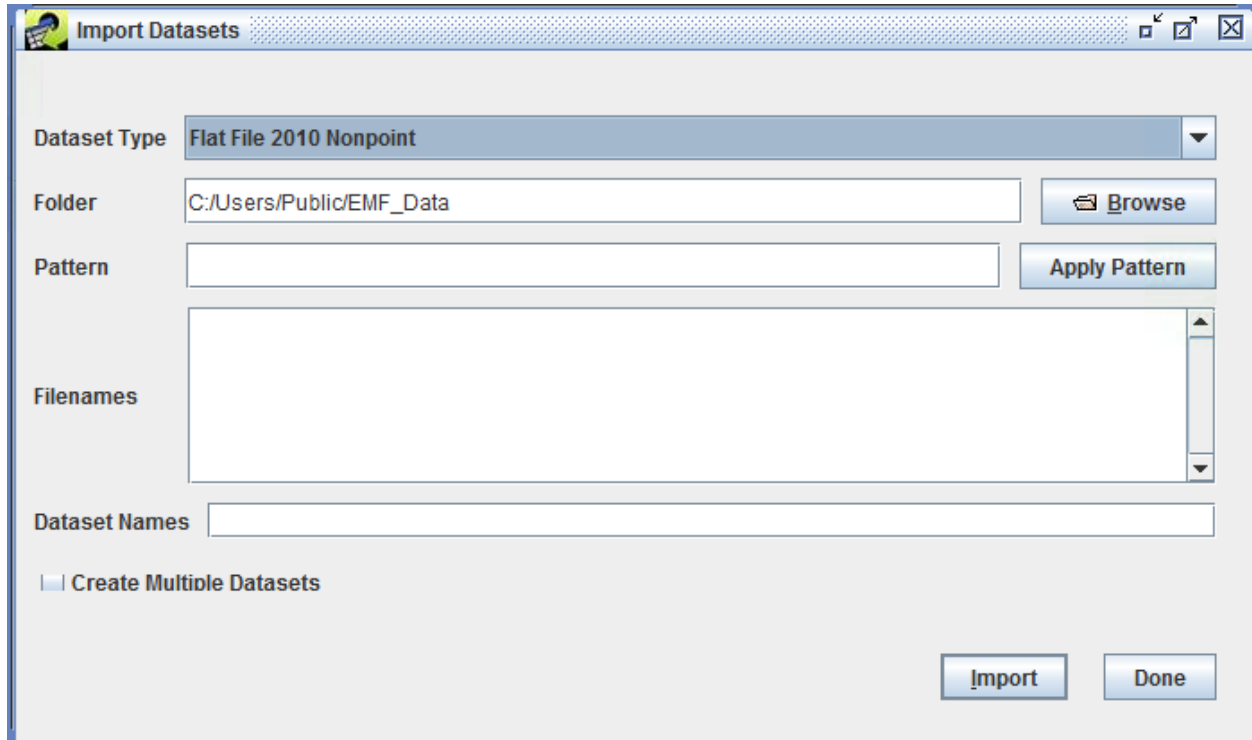 Import Datasets
Dataset Type Flat File 2010 Nonpoint
Folder C:/Users/Public/EMF_Data Browse
Pattern Apply Pattern
Filenames
Dataset Names
Create Multiple Datasets
Import Done